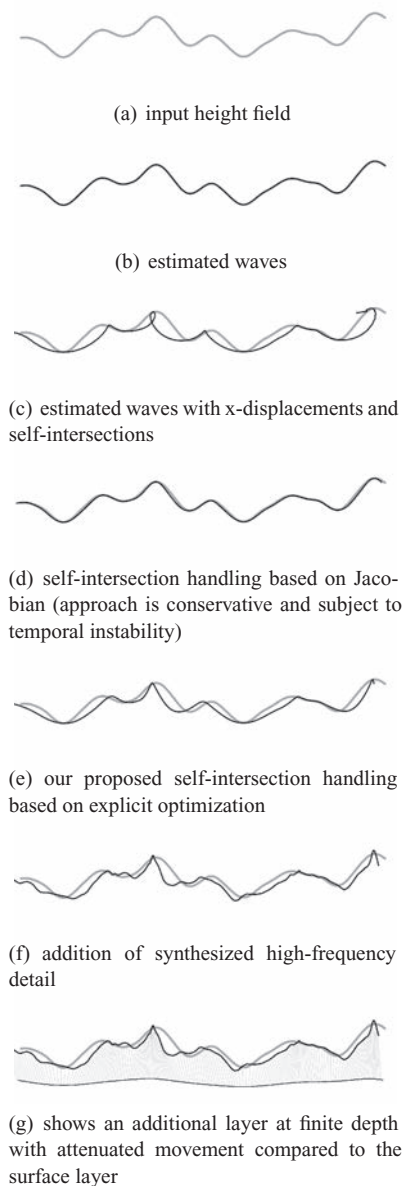 (a) input height field
(b) estimated waves
(c) estimated waves with x-displacements and
self-intersections
(d) self-intersection handling based on Jaco-
bian (approach is conservative and subject to
temporal instability)
(e) our proposed self-intersection handling
based on explicit optimization
(f) addition of synthesized high-frequency
detail
(g) shows an additional layer at finite depth
with attenuated movement compared to the
surface layer